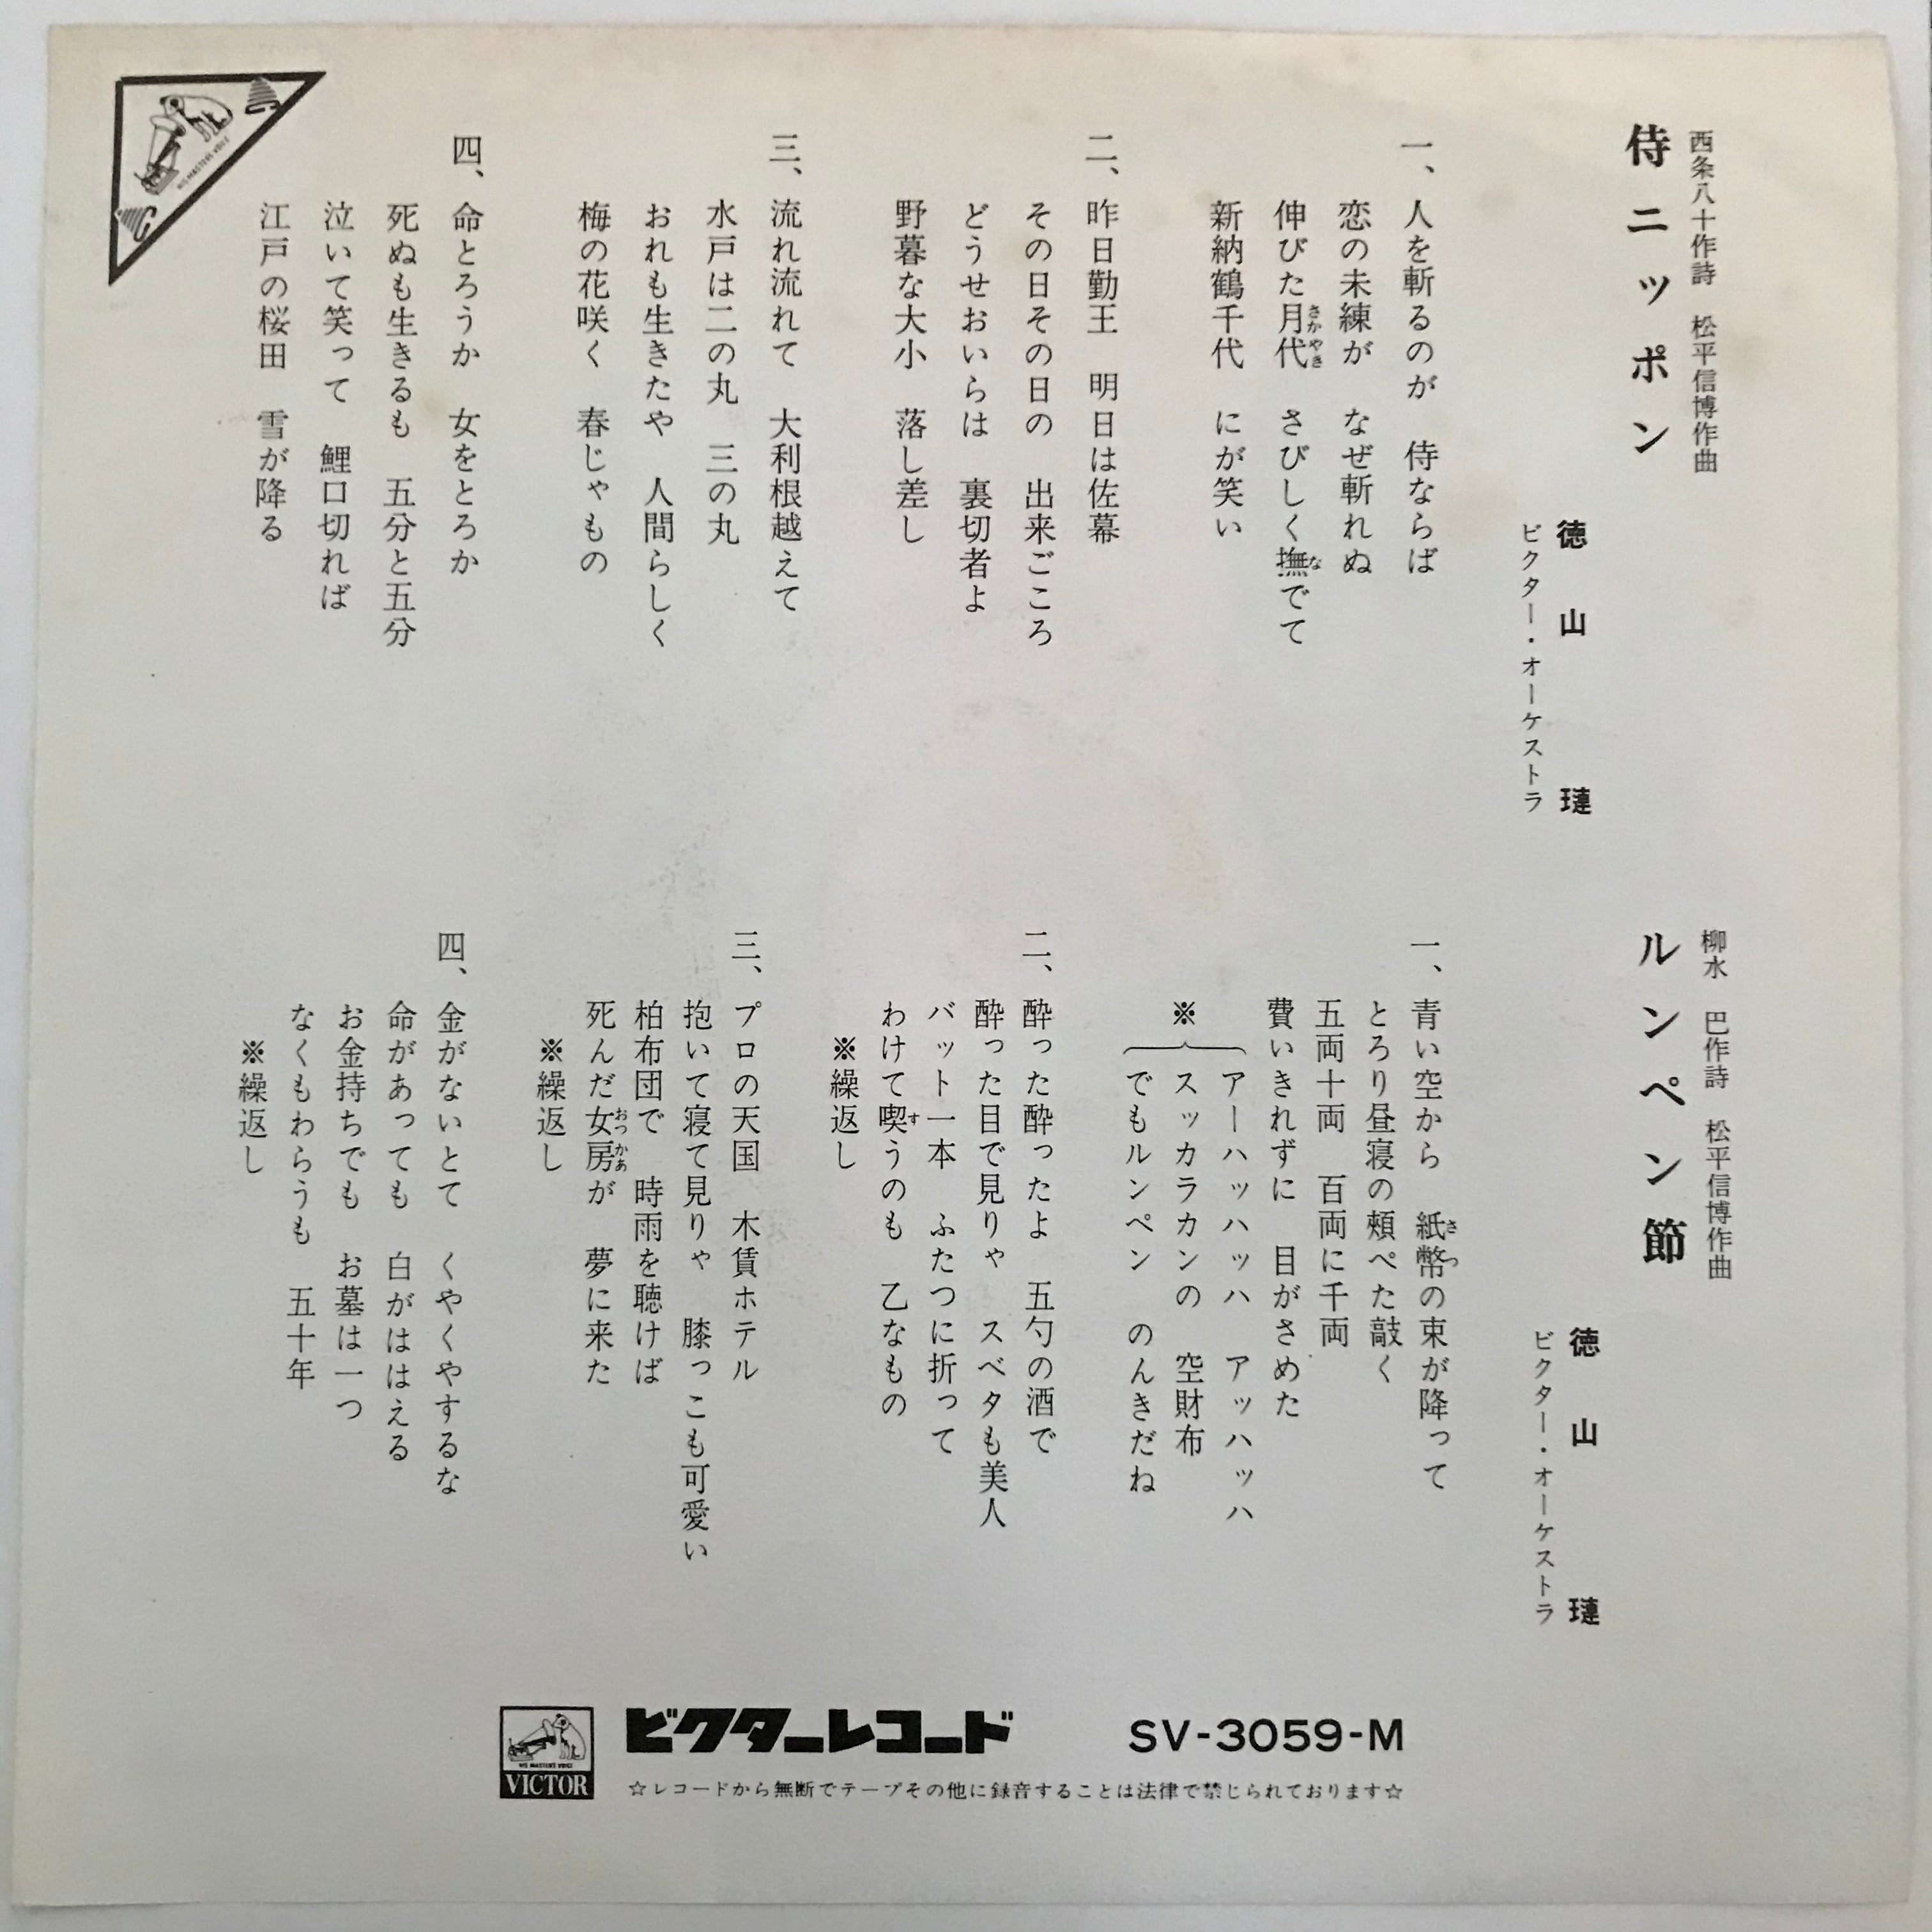 西条八十作詩　松平信博作曲
侍ニッポン
徳山璉
ビクター・オーケストラ
一、人を斬るのが　侍ならば
恋の未練が　なぜ斬れぬ
伸びた月代　さびしく撫でて
さかやき
な
新納鶴千代　にが笑い
二、昨日勤王　明日は佐幕
その日その日の　出来ごころ
どうせおいらは　裏切者よ
野暮な大小　落し差し
三、流れ流れて　大利根越えて
水戸は二の丸　三の丸
おれも生きたや　人間らしく
梅の花咲く　春じゃもの
四、命とろうか　女をとろか
死ぬも生きるも　五分と五分
泣いて笑って　鯉口切れば
江戸の桜田　雪が降る
HIS MASTER'S VOICE
柳水　巴作詩　松平信博作曲
ルンペン節
徳山璉
ビクター・オーケストラ
一、青い空から　紙幣の束が降って
さつ
とろり昼寝の頰ぺた敲く
五両十両　百両に千両
費いきれずに　目がさめた
※アーハッハハッハ　アッハッハ
スッカラカンの　空財布
でもルンペン　のんきだね
二、酔った酔ったよ　五勺の酒で
酔った目で見りゃ　スベタも美人
バット一本　ふたつに折って
わけて喫うのも　乙なもの
す
※繰返し
三、プロの天国　木賃ホテル
抱いて寝て見りゃ　膝っこも可愛い
柏布団で　時雨を聴けば
死んだ女房が　夢に来た
おっかあ
※繰返し
四、金がないとて　くやくやするな
命があっても　白がははえる
お金持ちでも　お墓は一つ
なくもわらうも　五十年
※繰返し
HIS MASTER'S VOICE
VICTOR
ビクターレコード　SV-3059-M
☆レコードから無断でテープその他に録音することは法律で禁じられております☆